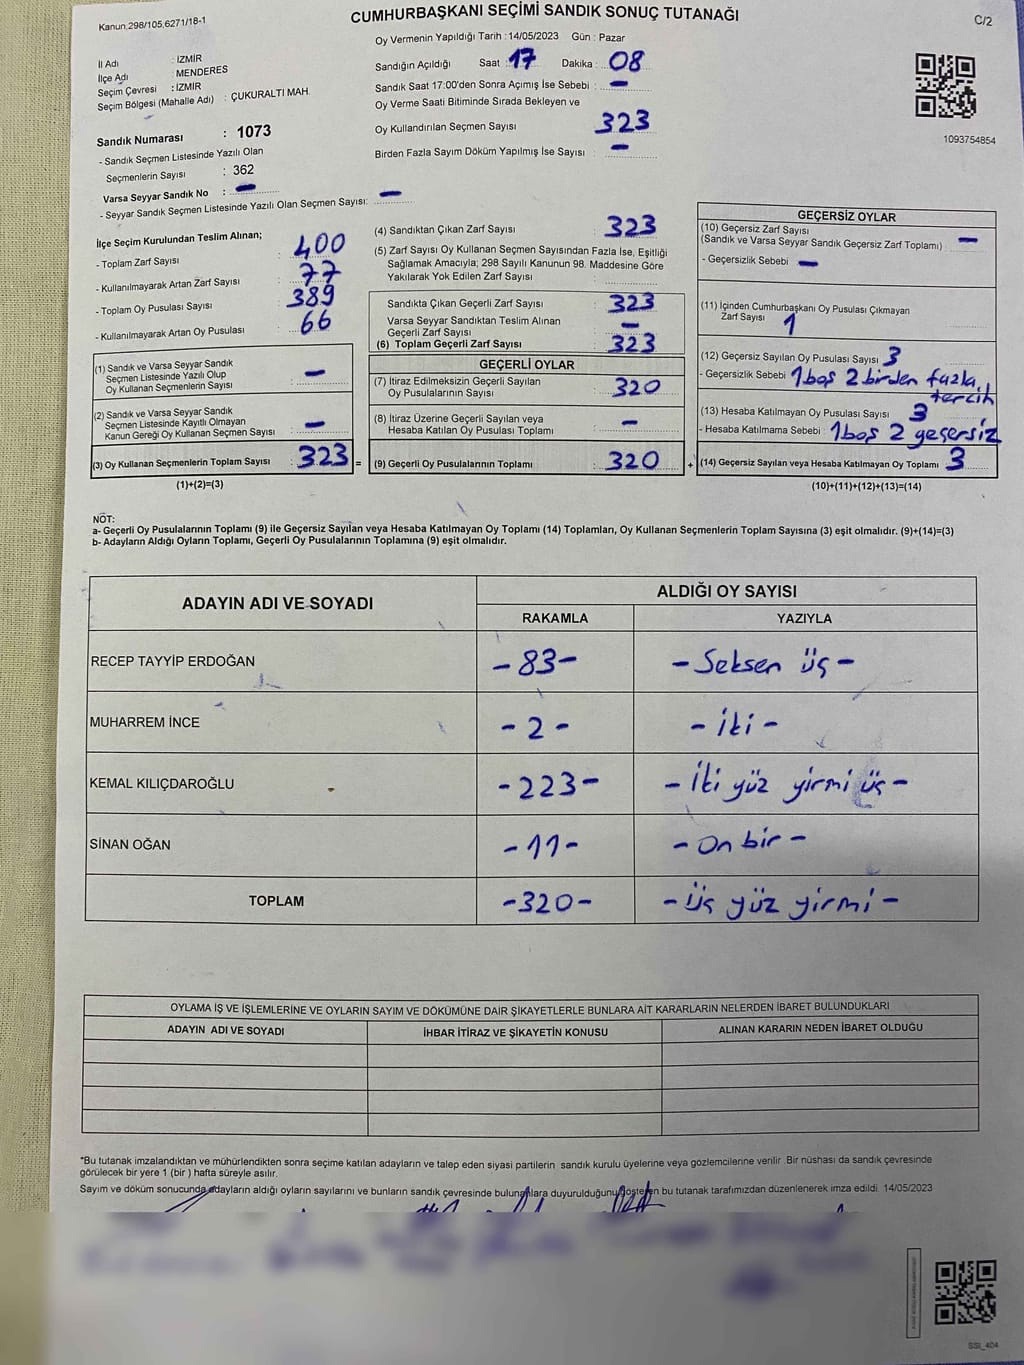 Kanun,298/105,6271/18-1
CUMHURBAŞKANI SEÇİMİ SANDIK SONUÇ TUTANAĞI
C/2
İl Adı : İZMİR
İlçe Adı : MENDERES
Seçim Çevresi : İZMİR
Seçim Bölgesi (Mahalle Adı) : ÇUKURALTI MAH.
Oy Vermenin Yapıldığı Tarih : 14/05/2023 Gün : Pazar
Sandığın Açıldığı Saat : 17 Dakika : 08
Sandık Saat 17:00'den Sonra Açımış İse Sebebi : -
Oy Verme Saati Bitiminde Sırada Bekleyen ve
Oy Kullandırılan Seçmen Sayısı 323
Birden Fazla Sayım Döküm Yapılmış İse Sayısı : -
1093754854
Sandık Numarası : 1073
- Sandık Seçmen Listesinde Yazılı Olan
Seçmenlerin Sayısı : 362
Varsa Seyyar Sandık No : -
- Seyyar Sandık Seçmen Listesinde Yazılı Olan Seçmen Sayısı: -
İlçe Seçim Kurulundan Teslim Alınan;
- Toplam Zarf Sayısı : 400
- Kullanılmayarak Artan Zarf Sayısı : 77
- Toplam Oy Pusulası Sayısı : 389
- Kullanılmayarak Artan Oy Pusulası : 66
(1) Sandık ve Varsa Seyyar Sandık
Seçmen Listesinde Yazılı Olup
Oy Kullanan Seçmenlerin Sayısı : -
(2) Sandık ve Varsa Seyyar Sandık
Seçmen Listesinde Kayıtlı Olmayan
Kanun Gereği Oy Kullanan Seçmen Sayısı : -
(3) Oy Kullanan Seçmenlerin Toplam Sayısı : 323 =
(1)+(2)=(3)
(4) Sandıktan Çıkan Zarf Sayısı : 323
(5) Zarf Sayısı Oy Kullanan Seçmen Sayısından Fazla İse, Eşitliği
Sağlamak Amacıyla; 298 Sayılı Kanunun 98. Maddesine Göre
Yakılarak Yok Edilen Zarf Sayısı :
Sandıkta Çıkan Geçerli Zarf Sayısı : 323
Varsa Seyyar Sandıktan Teslim Alınan
Geçerli Zarf Sayısı : -
(6) Toplam Geçerli Zarf Sayısı : 323
GEÇERLİ OYLAR
(7) İtiraz Edilmeksizin Geçerli Sayılan
Oy Pusulalarının Sayısı : 320
(8) İtiraz Üzerine Geçerli Sayılan veya
Hesaba Katılan Oy Pusulası Toplamı : -
(9) Geçerli Oy Pusulalarının Toplamı : 320 +
GEÇERSİZ OYLAR
(10) Geçersiz Zarf Sayısı
(Sandık ve Varsa Seyyar Sandık Geçersiz Zarf Toplamı) : -
- Geçersizlik Sebebi : -
(11) İçinden Cumhurbaşkanı Oy Pusulası Çıkmayan
Zarf Sayısı : 1
(12) Geçersiz Sayılan Oy Pusulası Sayısı : 3
- Geçersizlik Sebebi : 1 boş 2 birden fazla
tercih
(13) Hesaba Katılmayan Oy Pusulası Sayısı : 3
- Hesaba Katılmama Sebebi : 1 boş 2 geçersiz
(14) Geçersiz Sayılan veya Hesaba Katılmayan Oy Toplamı : 3
(10)+(11)+(12)+(13)=(14)
NOT:
a- Geçerli Oy Pusulalarının Toplamı (9) ile Geçersiz Sayılan veya Hesaba Katılmayan Oy Toplamı (14) Toplamları, Oy Kullanan Seçmenlerin Toplam Sayısına (3) eşit olmalıdır. (9)+(14)=(3)
b- Adayların Aldığı Oyların Toplamı, Geçerli Oy Pusulalarının Toplamına (9) eşit olmalıdır.
ADAYIN ADI VE SOYADI
ALDIĞI OY SAYISI
RAKAMLA YAZIYLA
RECEP TAYYİP ERDOĞAN -83- -Seksen üç-
MUHARREM İNCE -2- -iki-
KEMAL KILIÇDAROĞLU -223- -İki yüz yirmi üç-
SİNAN OĞAN -11- -on bir-
TOPLAM -320- -üç yüz yirmi-
OYLAMA İŞ VE İŞLEMLERİNE VE OYLARIN SAYIM VE DÖKÜMÜNE DAİR ŞİKAYETLERLE BUNLARA AİT KARARLARIN NELERDEN İBARET BULUNDUKLARI
ADAYIN ADI VE SOYADI İHBAR İTİRAZ VE ŞİKAYETİN KONUSU ALINAN KARARIN NEDEN İBARET OLDUĞU
*Bu tutanak imzalandıktan ve mühürlendikten sonra seçime katılan adayların ve talep eden siyasi partilerin sandık kurulu üyelerine veya gözlemcilerine verilir. Bir nüshası da sandık çevresinde
görülecek bir yere 1 (bir ) hafta süreyle asılır.
Sayım ve döküm sonucunda adayların aldığı oyların sayılarını ve bunların sandık çevresinde bulunanlara duyurulduğunu gösteren bu tutanak tarafımızdan düzenlenerek imza edildi. 14/05/2023
SSİ_404